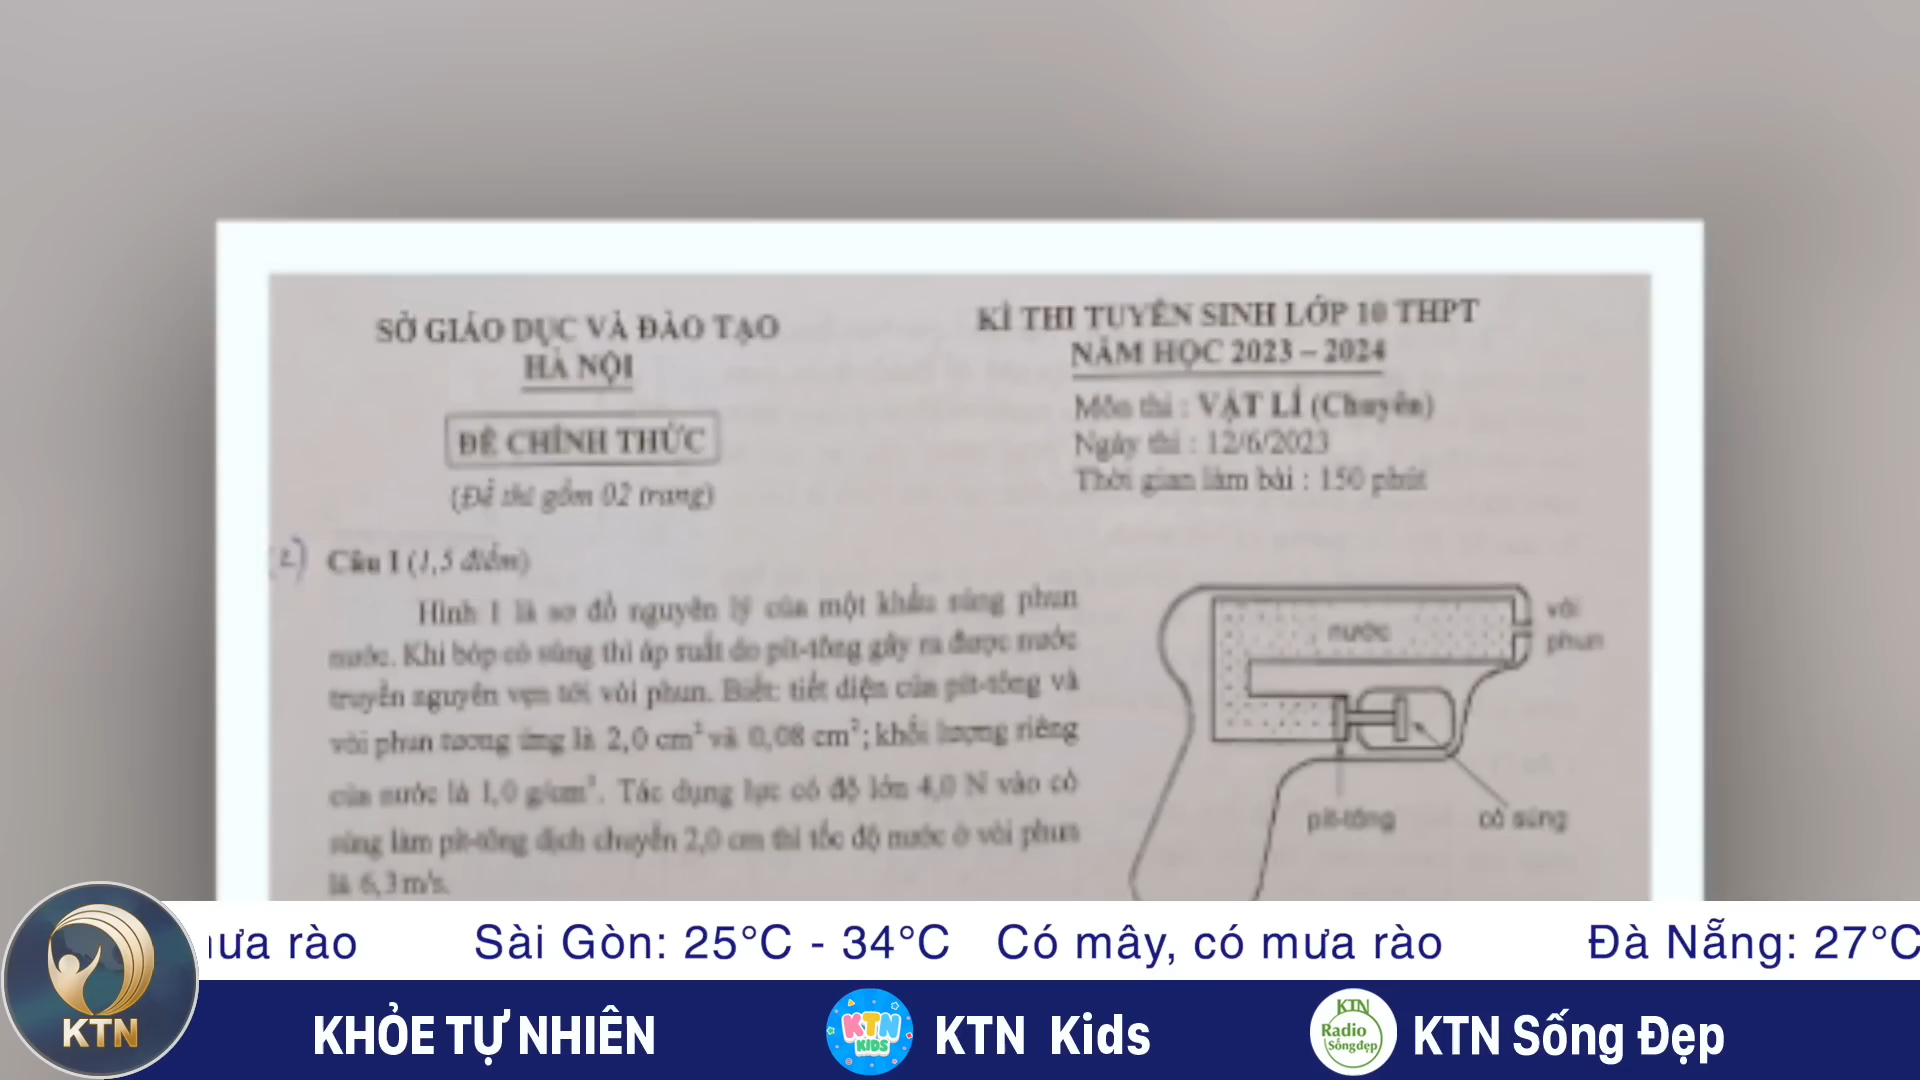 SỞ GIÁO DỤC VÀ ĐÀO TẠO
HÀ NỘI
ĐỀ CHÍNH THỨC
(Đề thi gồm 02 trang)
KÌ THI TUYỂN SINH LỚP 10 THPT
NĂM HỌC 2023 – 2024
Môn thi : VẬT LÍ (Chuyên)
Ngày thi : 12/6/2023
Thời gian làm bài : 150 phút
Câu I (1,5 điểm)
Hình 1 là sơ đồ nguyên lý của một khẩu súng phun
nước. Khi bóp cò súng thì áp suất do pít-tông gây ra được nước
truyền nguyên vẹn tới vòi phun. Biết: tiết diện của pít-tông và
vòi phun tương ứng là 2,0 cm² và 0,08 cm²; khối lượng riêng
của nước là 1,0 g/cm³. Tác dụng lực có độ lớn 4,0 N vào cò
súng làm pít-tông dịch chuyển 2,0 cm thì tốc độ nước ở vòi phun
là 6,3 m/s.
nước
vòi
phun
pít-tông
cò súng
mưa rào Sài Gòn: 25°C - 34°C Có mây, có mưa rào Đà Nẵng: 27°C
KTN
KHỎE TỰ NHIÊN
KTN
KIDS
KTN Kids
KTN
Radio
Sốngđẹp
KTN Sống Đẹp